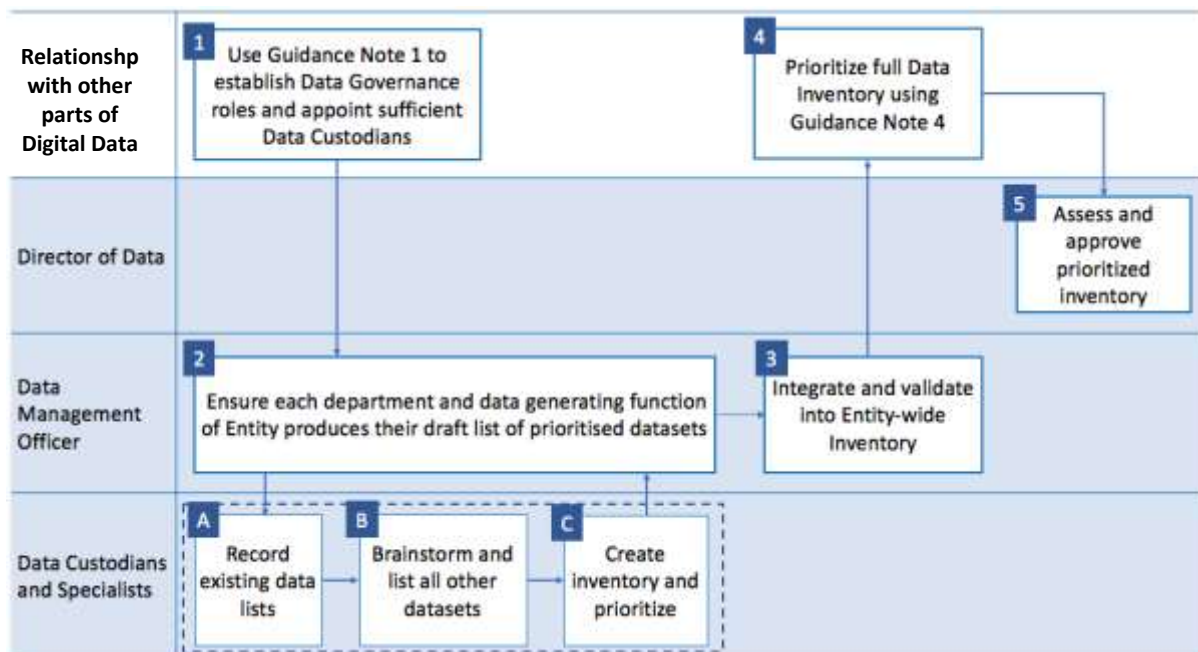 Relationshp
with other
parts of
Digital Data
1
Use Guidance Note 1 to
establish Data Governance
roles and appoint sufficient
Data Custodians
4
Prioritize full Data
Inventory using
Guidance Note 4
Director of Data
5
Assess and
approve
prioritized
inventory
Data
Management
Officer
2
Ensure each department and data generating function
of Entity produces their draft list of prioritised datasets
3
Integrate and validate
into Entity-wide
Inventory
Data Custodians
and Specialists
A
Record
existing data
lists
B
Brainstorm and
list all other
datasets
C
Create
inventory and
prioritize